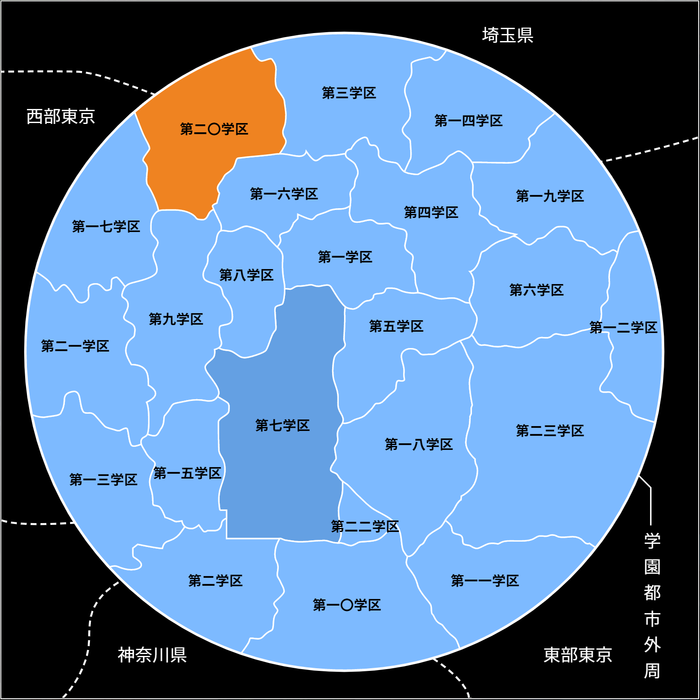 埼玉県
第三学区
西部東京
第二〇学区
第一四学区
第一六学区
第一九学区
第四学区
第一七学区
第一学区
第八学区
第六学区
第九学区
第五学区
第一二学区
第二一学区
第七学区
第二三学区
第一八学区
第一三学区
第一五学区
第二二学区
第二学区
第一一学区
第一〇学区
学園都市外周
神奈川県
東部東京